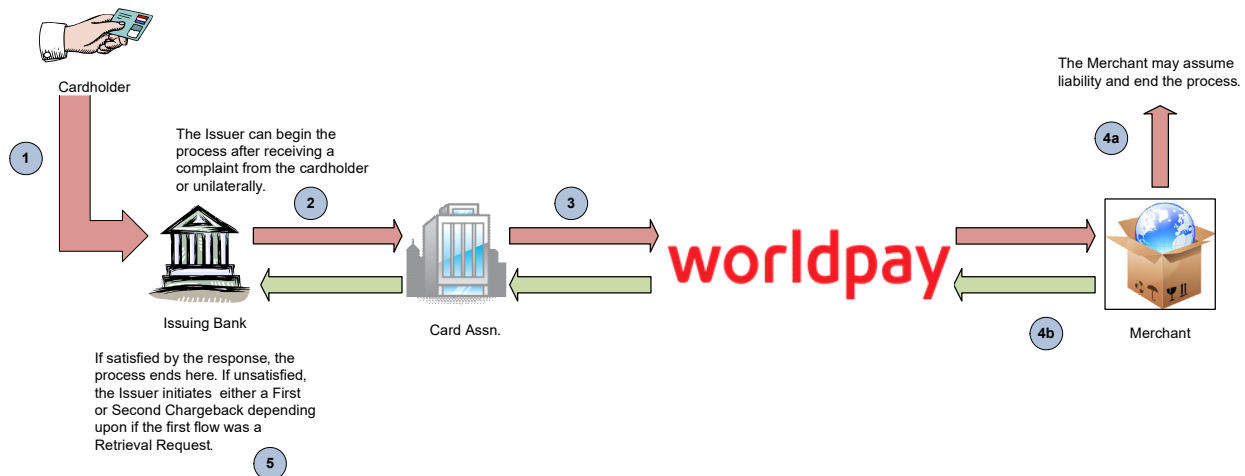 Cardholder
The Merchant may assume
liability and end the process.
1
The Issuer can begin the
process after receiving a
complaint from the cardholder
or unilaterally.
4a
2
3
worldpay
Issuing Bank
Card Assn.
4b
Merchant
If satisfied by the response, the
process ends here. If unsatisfied,
the Issuer initiates either a First
or Second Chargeback depending
upon if the first flow was a
Retrieval Request.
5